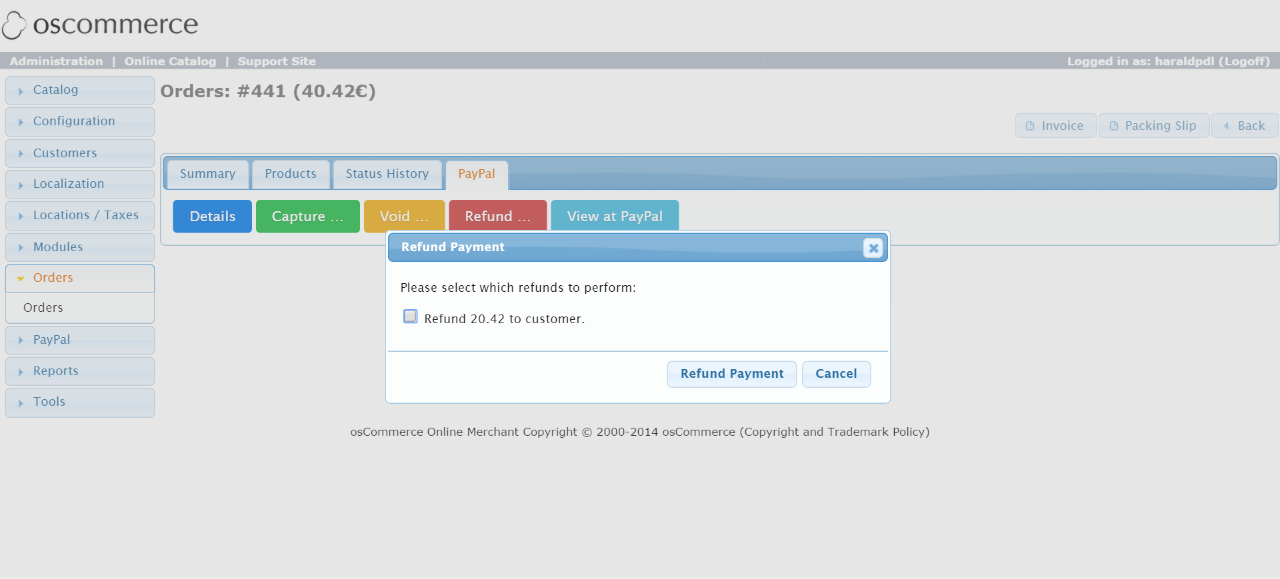 oscommerce
Administration | Online Catalog | Support Site Logged in as: haraldpdl (Logoff)
Catalog
Configuration
Customers
Localization
Locations / Taxes
Modules
Orders
Orders
PayPal
Reports
Tools
Orders: #441 (40.42€)
Invoice Packing Slip Back
Summary Products Status History PayPal
Details Capture ... Void ... Refund ... View at PayPal
Refund Payment
Please select which refunds to perform:
Refund 20.42 to customer.
Refund Payment Cancel
osCommerce Online Merchant Copyright © 2000-2014 osCommerce (Copyright and Trademark Policy)